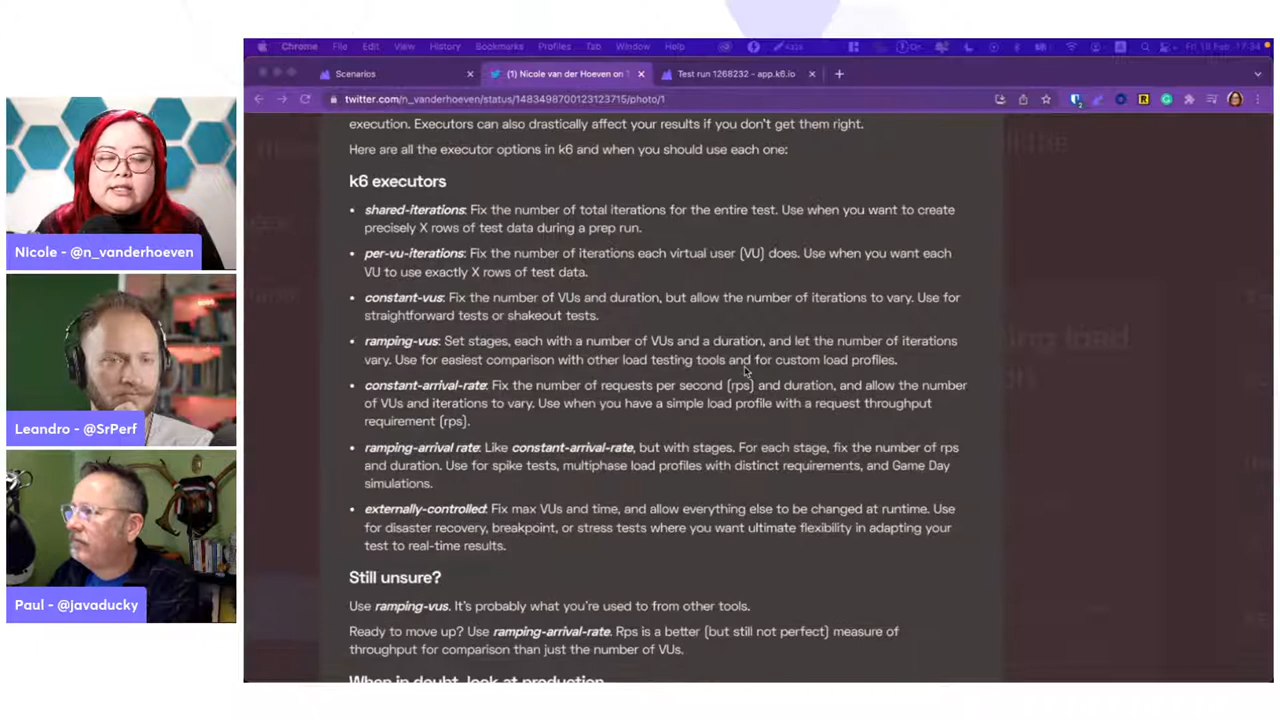 Chrome File Edit View History Bookmarks Profiles Tab Window Help
Fri 18 Feb 17:34
Scenarios
(1) Nicole van der Hoeven on
Test run 1268232 - app.k6.io
twitter.com/n_vanderhoeven/status/1483498700123123715/photo/1
execution. Executors can also drastically affect your results if you don't get them right.
Here are all the executor options in k6 and when you should use each one:
k6 executors
• shared-iterations: Fix the number of total iterations for the entire test. Use when you want to create
precisely X rows of test data during a prep run.
• per-vu-iterations: Fix the number of iterations each virtual user (VU) does. Use when you want each
VU to use exactly X rows of test data.
• constant-vus: Fix the number of VUs and duration, but allow the number of iterations to vary. Use for
straightforward tests or shakeout tests.
• ramping-vus: Set stages, each with a number of VUs and a duration, and let the number of iterations
vary. Use for easiest comparison with other load testing tools and for custom load profiles.
• constant-arrival-rate: Fix the number of requests per second (rps) and duration, and allow the number
of VUs and iterations to vary. Use when you have a simple load profile with a request throughput
requirement (rps).
• ramping-arrival rate: Like constant-arrival-rate, but with stages. For each stage, fix the number of rps
and duration. Use for spike tests, multiphase load profiles with distinct requirements, and Game Day
simulations.
• externally-controlled: Fix max VUs and time, and allow everything else to be changed at runtime. Use
for disaster recovery, breakpoint, or stress tests where you want ultimate flexibility in adapting your
test to real-time results.
Still unsure?
Use ramping-vus. It's probably what you're used to from other tools.
Ready to move up? Use ramping-arrival-rate. Rps is a better (but still not perfect) measure of
throughput for comparison than just the number of VUs.
When in doubt, look at production
Nicole - @n_vanderhoeven
Leandro - @SrPerf
Paul - @javaducky